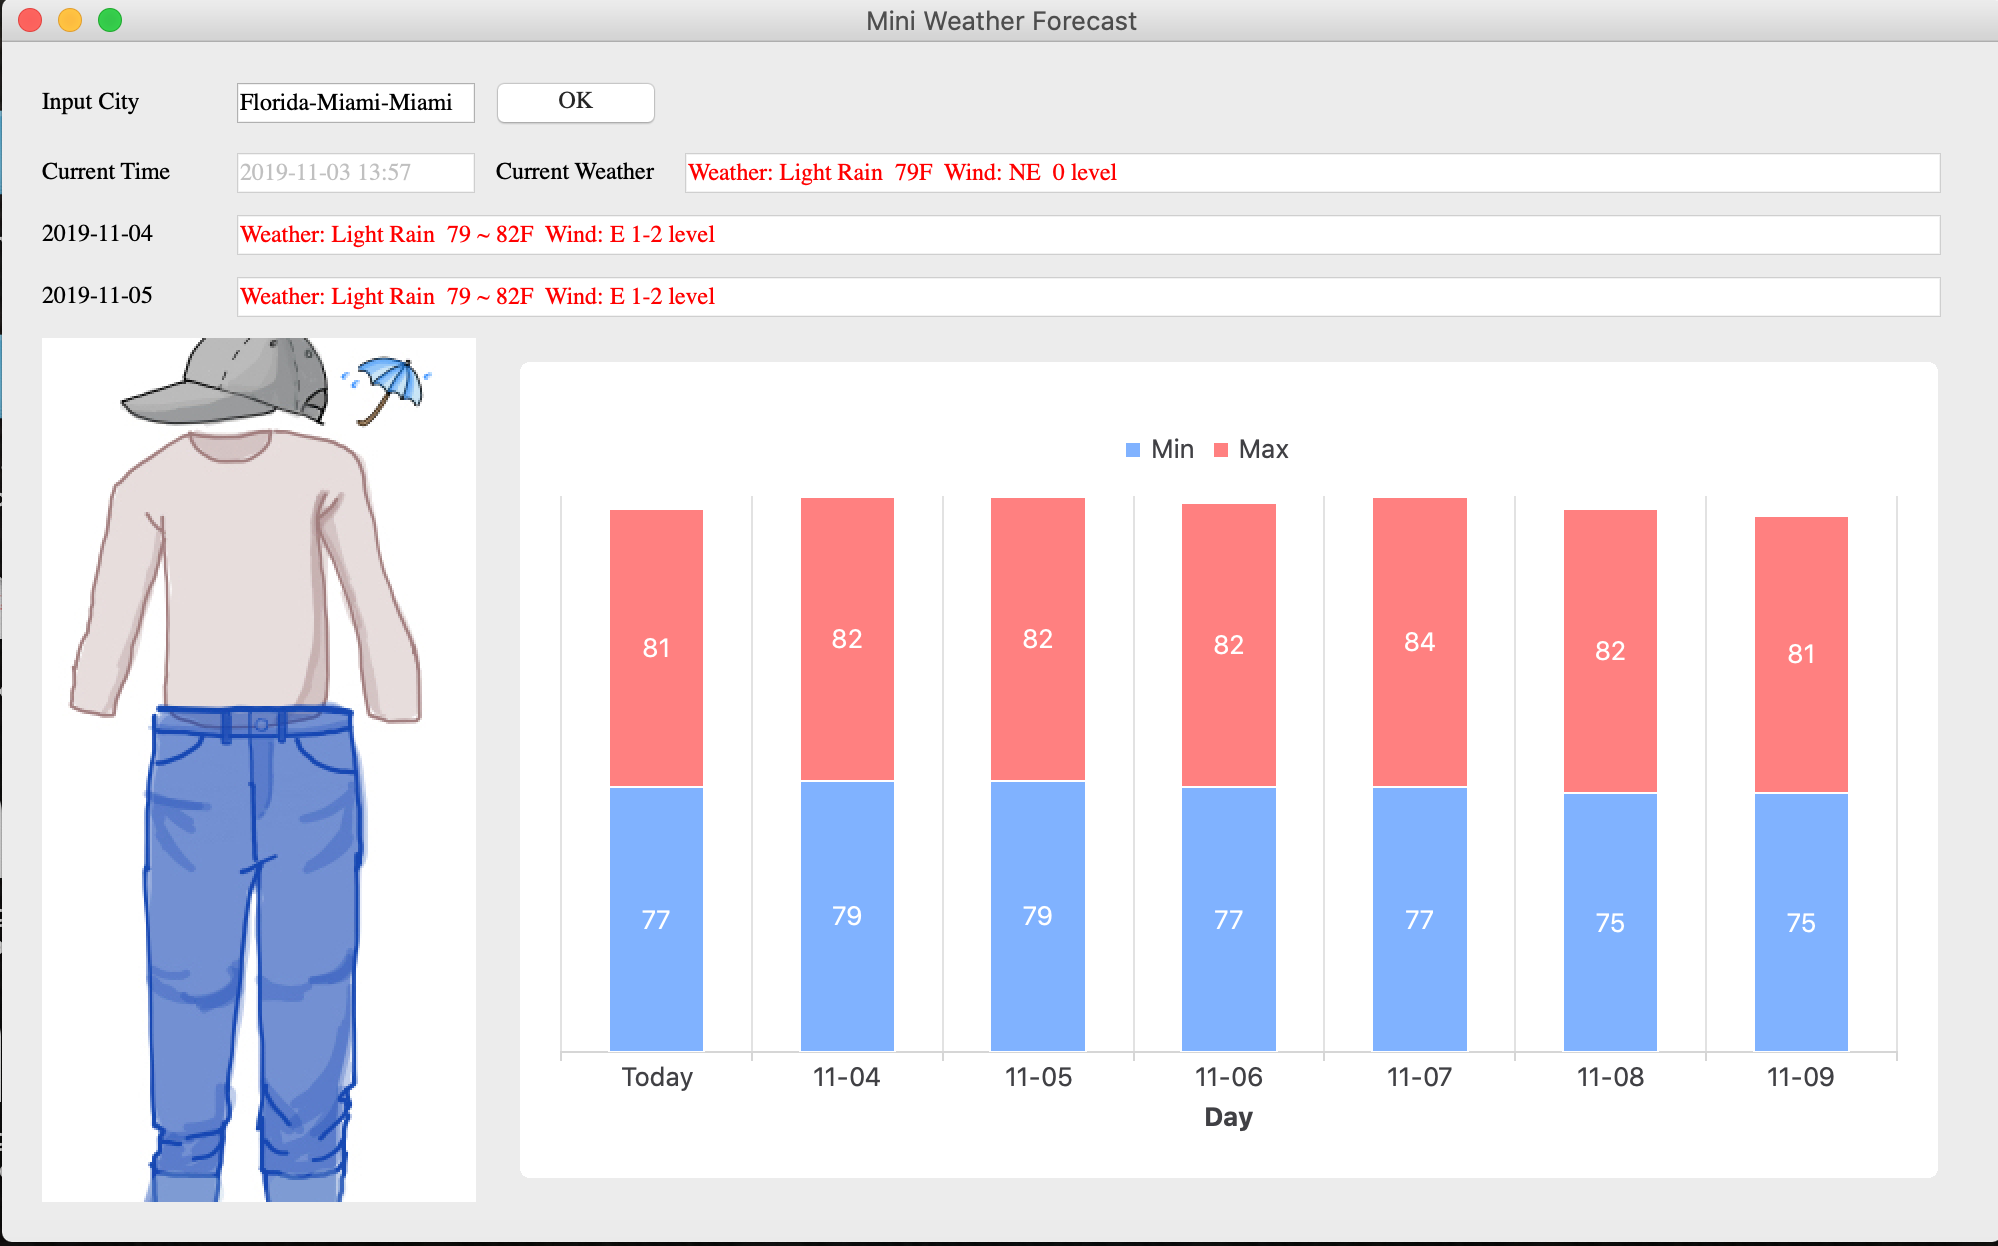 Mini Weather Forecast
Input City Florida-Miami-Miami OK
Current Time 2019-11-03 13:57 Current Weather Weather: Light Rain 79F Wind: NE 0 level
2019-11-04 Weather: Light Rain 79 ~ 82F Wind: E 1-2 level
2019-11-05 Weather: Light Rain 79 ~ 82F Wind: E 1-2 level
Min Max
81 82 82 82 84 82 81
77 79 79 77 77 75 75
Today 11-04 11-05 11-06 11-07 11-08 11-09
Day